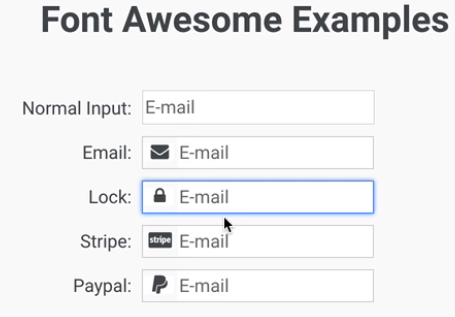 Font Awesome Examples
Normal Input: E-mail
Email: E-mail
Lock: E-mail
Stripe: stripe E-mail
Paypal: E-mail